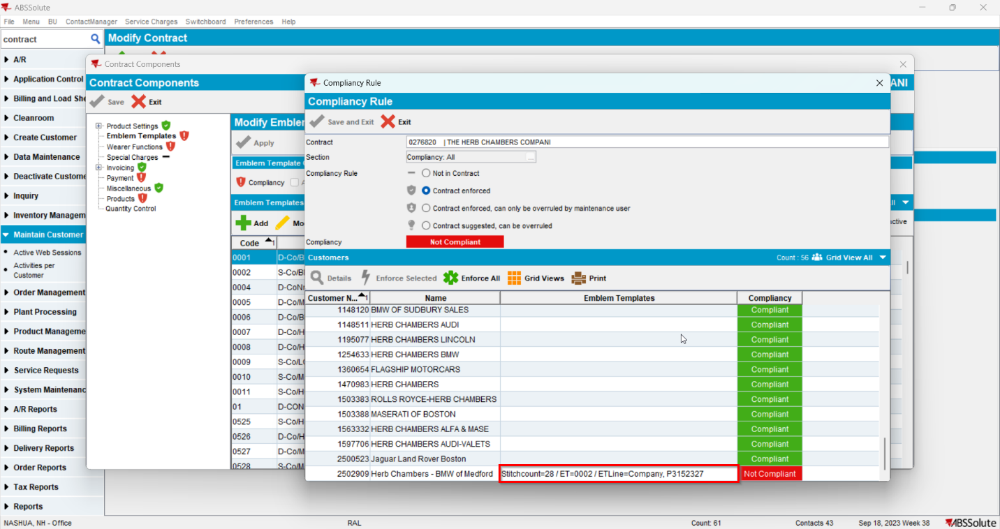 ABSSolute
File Menu BU ContactManager Service Charges Switchboard Preferences Help
contract
Modify Contract
A/R
Application Control
Billing and Load She
Cleanroom
Create Customer
Data Maintenance
Deactivate Custome
Inquiry
Inventory Managem
Maintain Customer
Active Web Sessions
Activities per
Customer
Order Management
Plant Processing
Product Manageme
Route Management
Service Requests
System Maintenanc
A/R Reports
Billing Reports
Delivery Reports
Order Reports
Tax Reports
Reports
Contract Components
Contract Components
ANI
Save Exit
Product Settings
Emblem Templates
Wearer Functions
Special Charges
Invoicing
Payment
Miscellaneous
Products
Quantity Control
Modify Embler
Apply
Emblem Template
Compliancy
Emblem Templates
Add Mo
Code 1
0001 D-Co/B
0002 S-Co/Bl
0004 D-CoNr
0005 D-Co/M
0006 D-Co/B
0007 D-Co/H
0008 D-Co/H
0009 S-Co/L
0010 S-Co/M
0011 S-Co/H
01 D-CON
0525 S-Co/H
0526 D-Co/H
0527 D-Co/M
0528 S-Co/M
ctive
Compliancy Rule
Compliancy Rule
Save and Exit Exit
Contract 0276820 | THE HERB CHAMBERS COMPANI
Section Compliancy: All ...
Compliancy Rule Not in Contract
Contract enforced
Contract enforced, can only be overruled by maintenance user
Contract suggested, can be overruled
Compliancy Not Compliant
Customers Count : 56 Grid View All
Details Enforce Selected Enforce All Grid Views Print
Customer N... 1 Name Emblem Templates Compliancy
1148120 BMW OF SUDBURY SALES Compliant
1148511 HERB CHAMBERS AUDI Compliant
1195077 HERB CHAMBERS LINCOLN Compliant
1254633 HERB CHAMBERS BMW Compliant
1360654 FLAGSHIP MOTORCARS Compliant
1470983 HERB CHAMBERS Compliant
1503383 ROLLS ROYCE-HERB CHAMBERS Compliant
1503388 MASERATI OF BOSTON Compliant
1563332 HERB CHAMBERS ALFA & MASE Compliant
1597706 HERB CHAMBERS AUDI-VALETS Compliant
2500523 Jaguar Land Rover Boston Compliant
2502909 Herb Chambers - BMW of Medford Stitchcount=28 / ET=0002 / ETLine=Company, P3152327 Not Compliant
NASHUA, NH - Office RAL Count: 61 Contacts 43 Sep 18, 2023 Week 38 ABSSolute